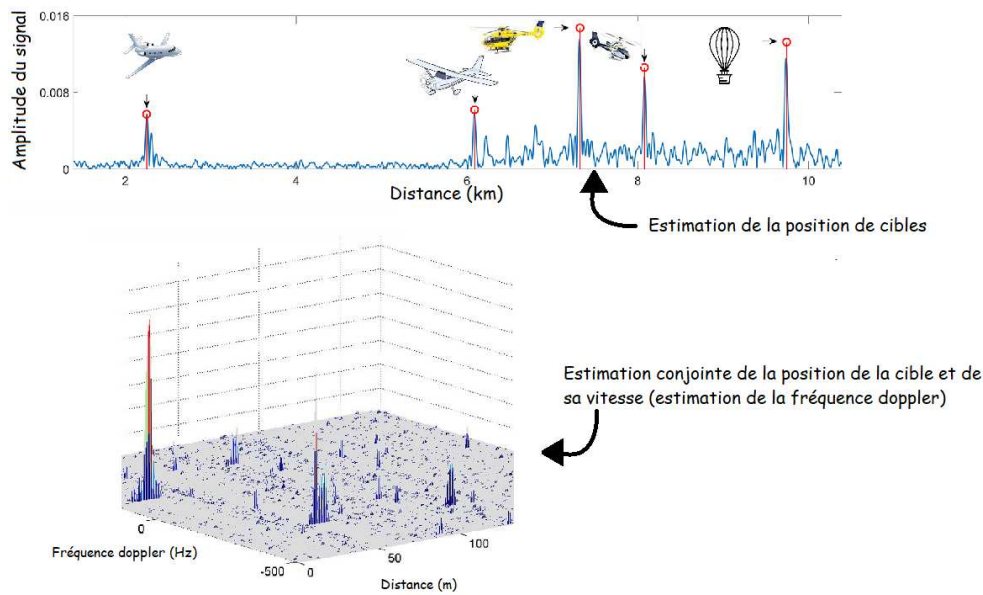 0.016
Amplitude du signal
0.008
0
2
4
6
8
10
Distance (km)
Estimation de la position de cibles
Estimation conjointe de la position de la cible et de
sa vitesse (estimation de la fréquence doppler)
0
Fréquence doppler (Hz)
-500
0
50
100
Distance (m)